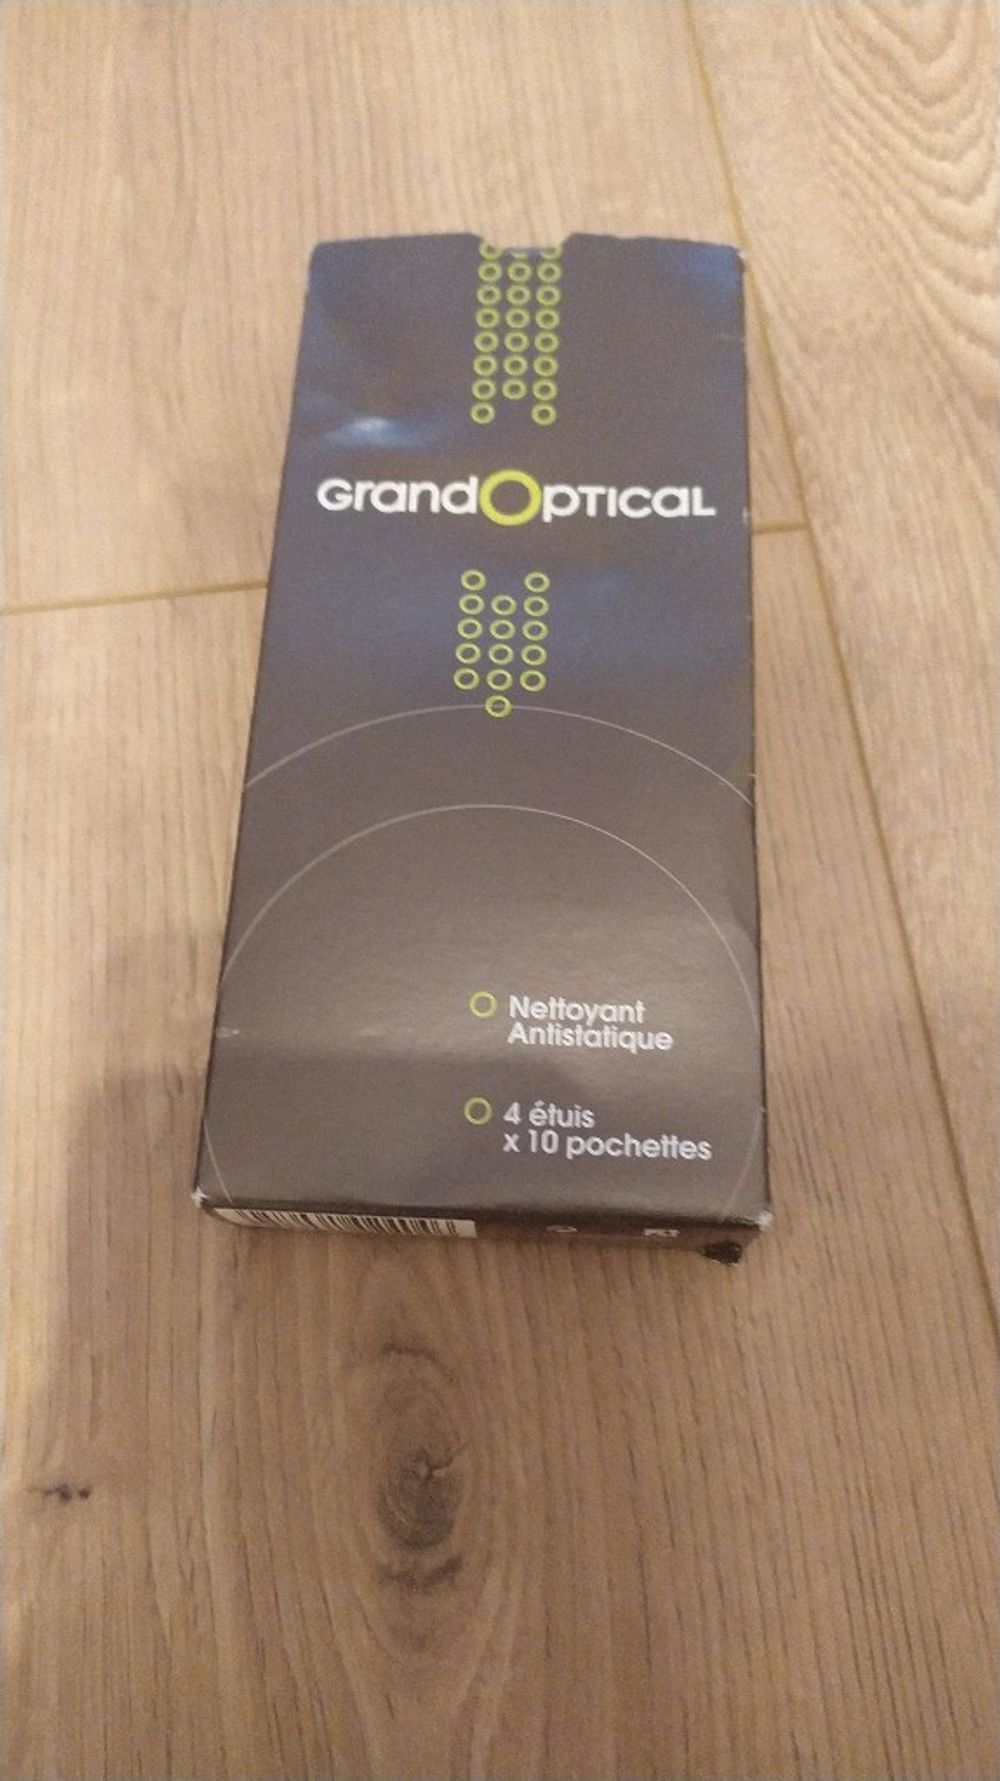 GrandOpticaL
Nettoyant
Antistatique
4 étuis
x 10 pochettes